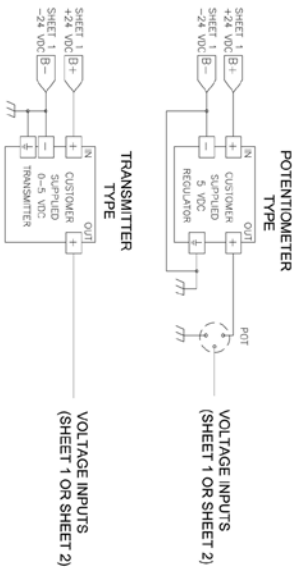 POTENTIOMETER
TYPE
SHEET 1
+24 VDC
B+
+
IN
OUT
+
SHEET 1
-24 VDC
B-
-
CUSTOMER
SUPPLIED
5 VDC
REGULATOR
POT
VOLTAGE INPUTS
(SHEET 1 OR SHEET 2)
TRANSMITTER
TYPE
SHEET 1
+24 VDC
B+
+
IN
OUT
+
SHEET 1
-24 VDC
B-
-
CUSTOMER
SUPPLIED
0-5 VDC
TRANSMITTER
VOLTAGE INPUTS
(SHEET 1 OR SHEET 2)